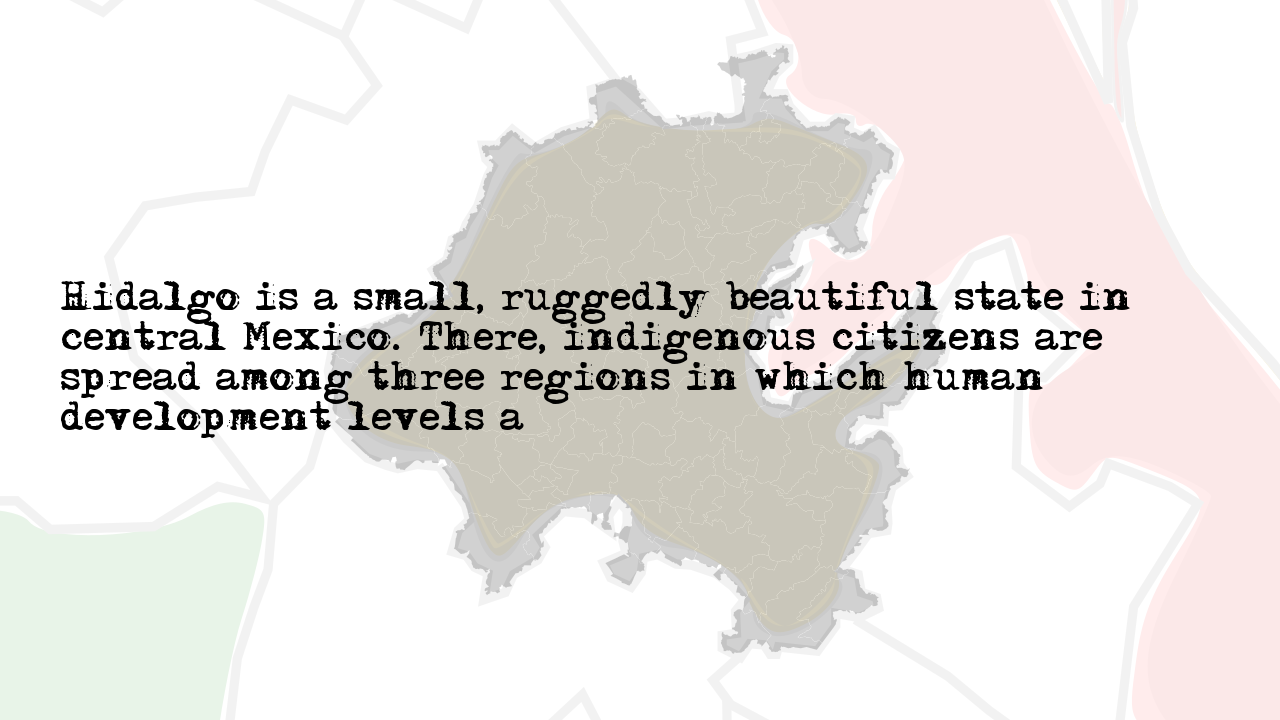 Hidalgo is a small, ruggedly beautiful state in
central Mexico. There, indigenous citizens are
spread among three regions in which human
development levels a